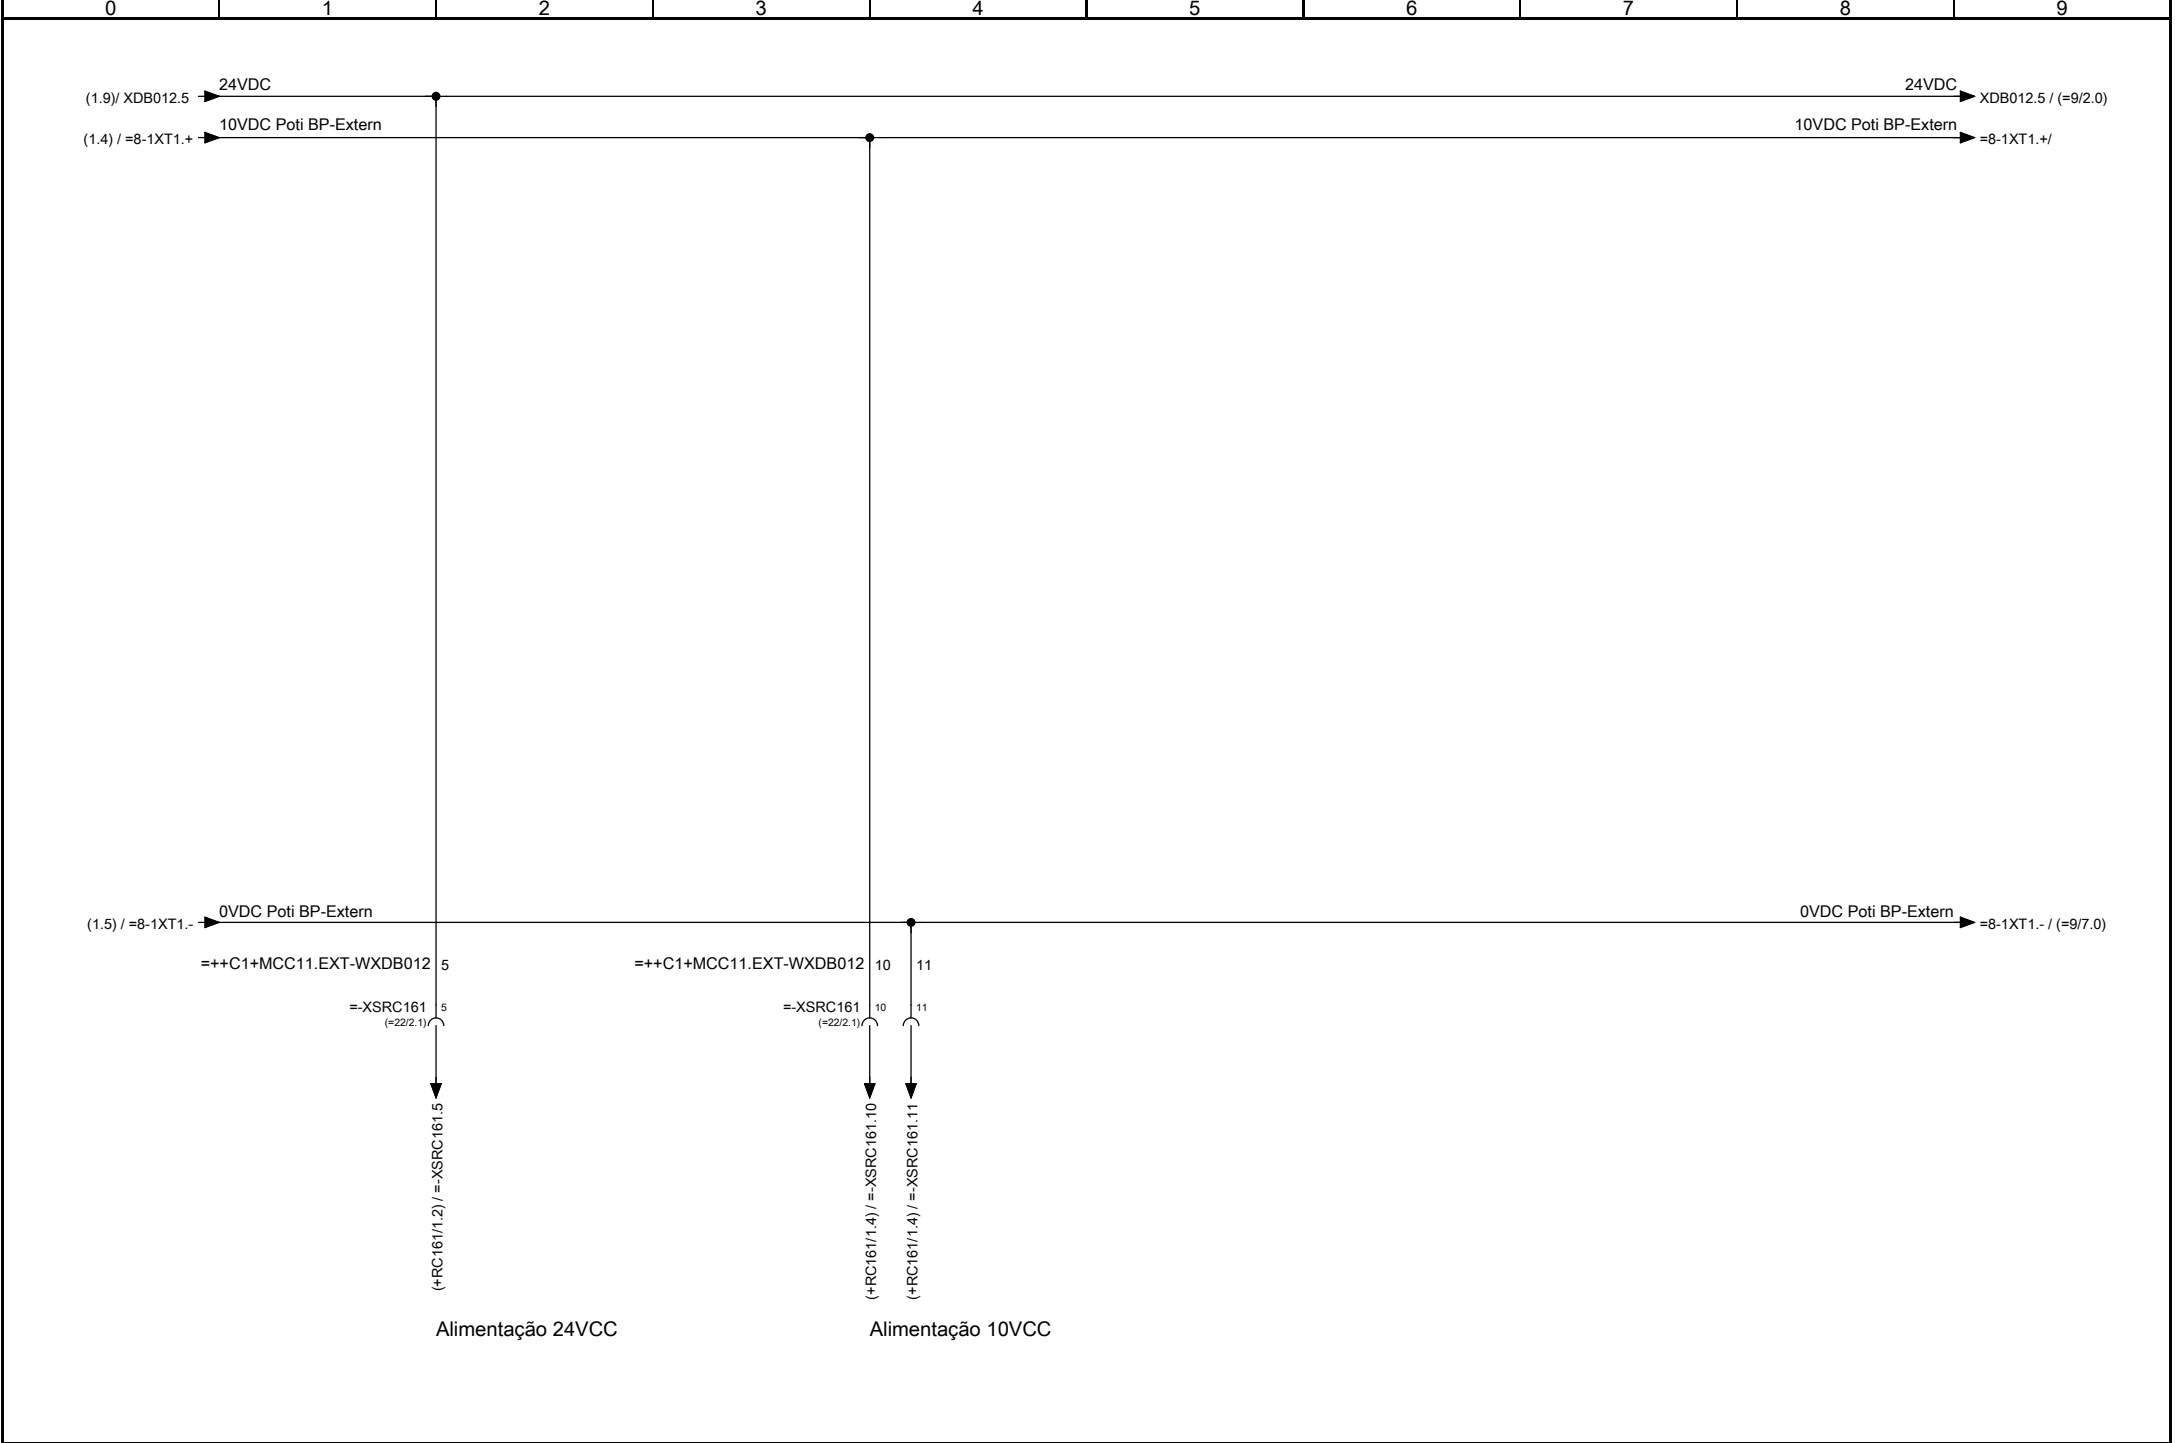 0 1 2 3 4 5 6 7 8 9
24VDC 24VDC
(1.9)/ XDB012.5 XDB012.5 / (=9/2.0)
10VDC Poti BP-Extern 10VDC Poti BP-Extern
(1.4) / =8-1XT1.+ =8-1XT1.+/
0VDC Poti BP-Extern 0VDC Poti BP-Extern
(1.5) / =8-1XT1.- =8-1XT1.- / (=9/7.0)
=++C1+MCC11.EXT-WXDB012 5 =++C1+MCC11.EXT-WXDB012 10 11
=-XSRC161 5 =-XSRC161 10 11
(=22/2.1) (=22/2.1)
(+RC161/1.2) / =-XSRC161.5
(+RC161/1.4) / =-XSRC161.10
(+RC161/1.4) / =-XSRC161.11
Alimentação 24VCC Alimentação 10VCC